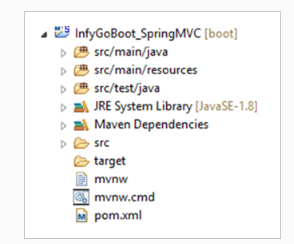 InfyGoBoot_SpringMVC [boot]
src/main/java
src/main/resources
src/test/java
JRE System Library [JavaSE-1.8]
Maven Dependencies
src
target
mvnw
mvnw.cmd
pom.xml